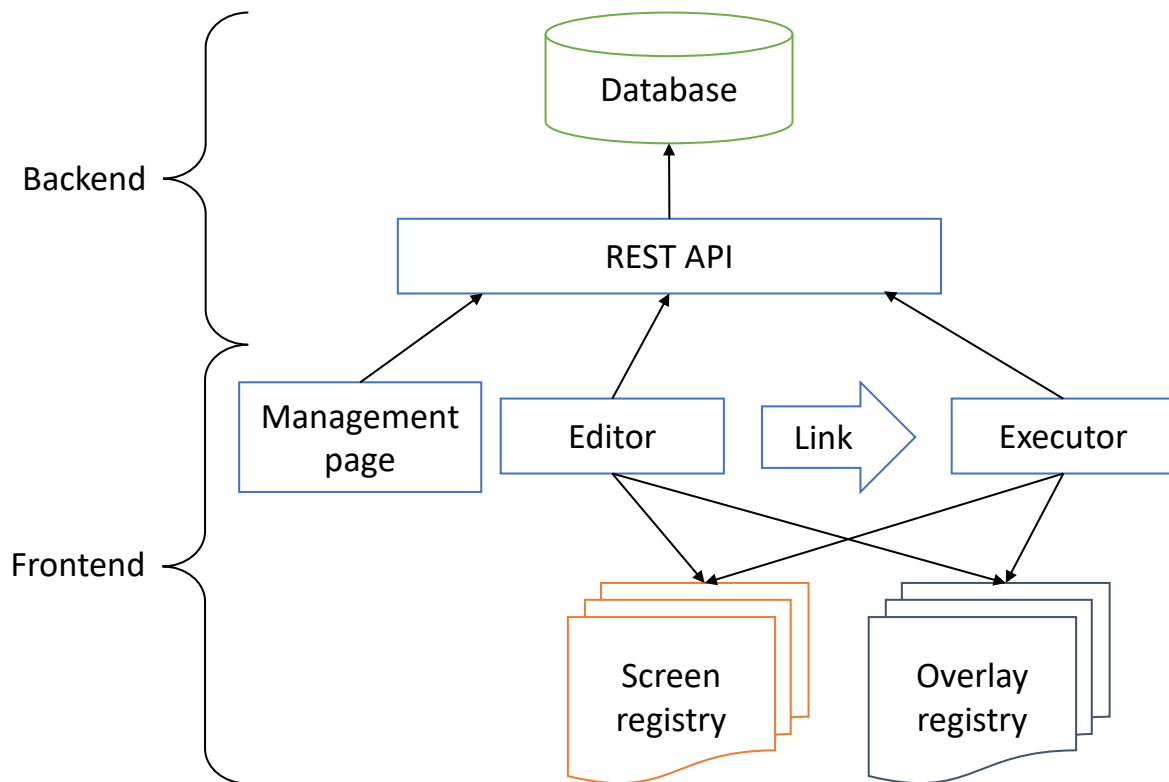 Database
Backend
REST API
Management
page
Editor
Link
Executor
Frontend
Screen
registry
Overlay
registry